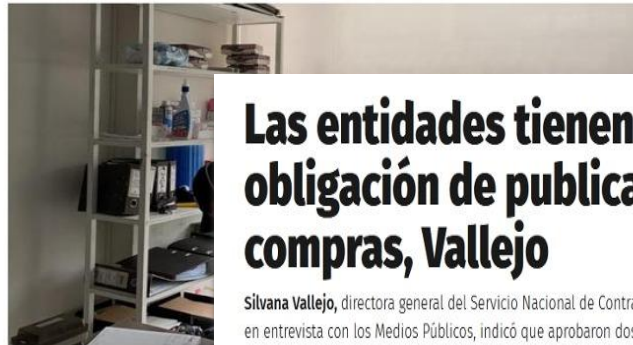 Las entidades tienen
obligación de publica
compras, Vallejo
Silvana Vallejo, directora general del Servicio Nacional de Contra
en entrevista con los Medios Públicos, indicó que aprobaron dos